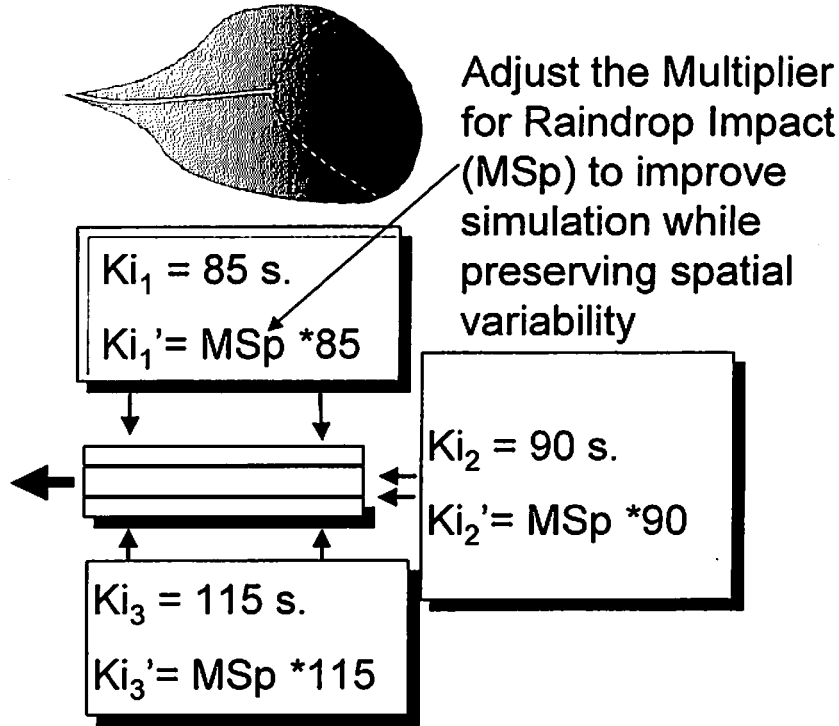 Adjust the Multiplier
for Raindrop Impact
(MSp) to improve
simulation while
preserving spatial
variability
Ki₁ = 85 s.
Ki₁’= MSp *85
Ki₂ = 90 s.
Ki₂’= MSp *90
Ki₃ = 115 s.
Ki₃’= MSp *115